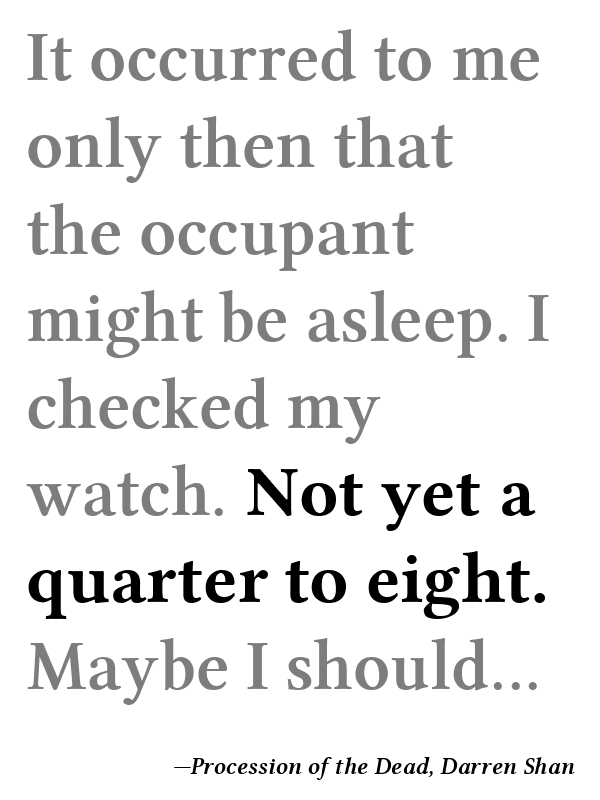 It occurred to me
only then that
the occupant
might be asleep. I
checked my
watch. Not yet a
quarter to eight.
Maybe I should...
—Procession of the Dead, Darren Shan